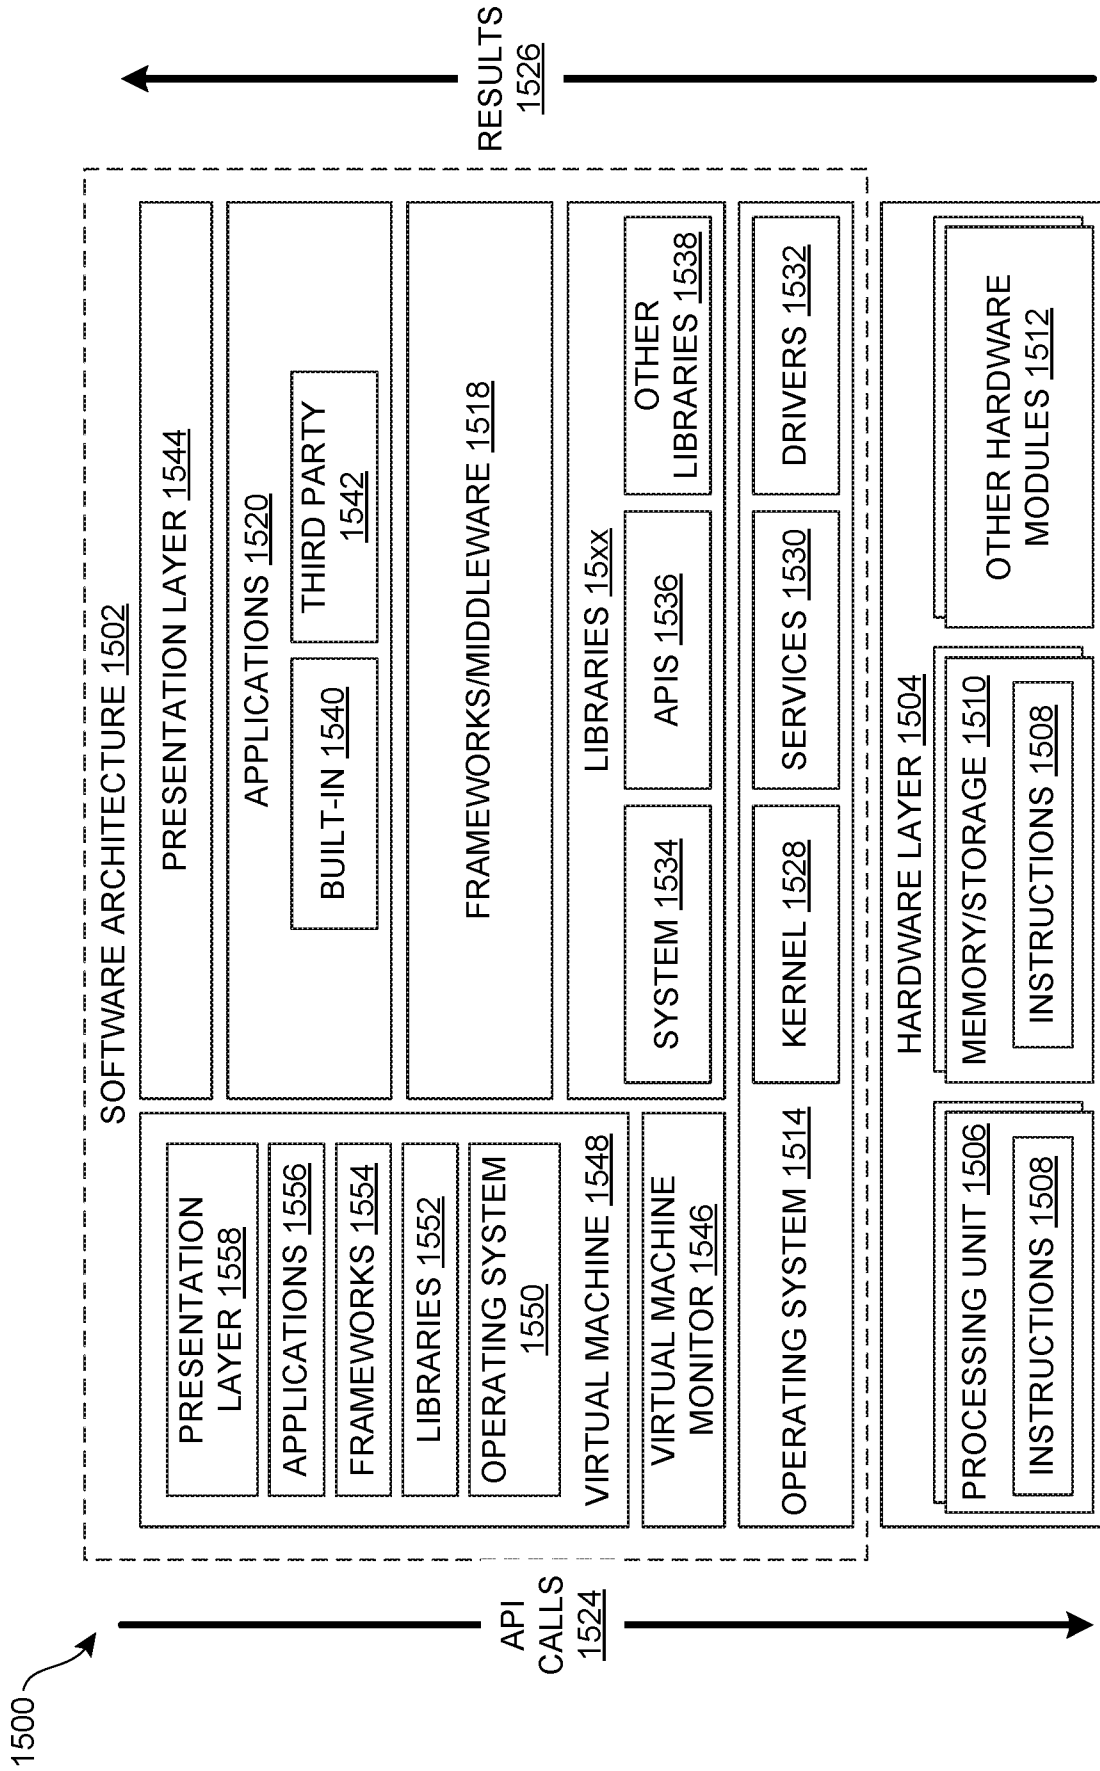 1500
SOFTWARE ARCHITECTURE 1502
PRESENTATION
LAYER 1558
APPLICATIONS 1556
FRAMEWORKS 1554
LIBRARIES 1552
OPERATING SYSTEM
1550
VIRTUAL MACHINE 1548
VIRTUAL MACHINE
MONITOR 1546
PRESENTATION LAYER 1544
APPLICATIONS 1520
BUILT-IN 1540
THIRD PARTY
1542
FRAMEWORKS/MIDDLEWARE 1518
LIBRARIES 15xx
SYSTEM 1534
APIS 1536
OTHER
LIBRARIES 1538
OPERATING SYSTEM 1514
KERNEL 1528
SERVICES 1530
DRIVERS 1532
HARDWARE LAYER 1504
PROCESSING UNIT 1506
INSTRUCTIONS 1508
MEMORY/STORAGE 1510
INSTRUCTIONS 1508
OTHER HARDWARE
MODULES 1512
API
CALLS
1524
RESULTS
1526